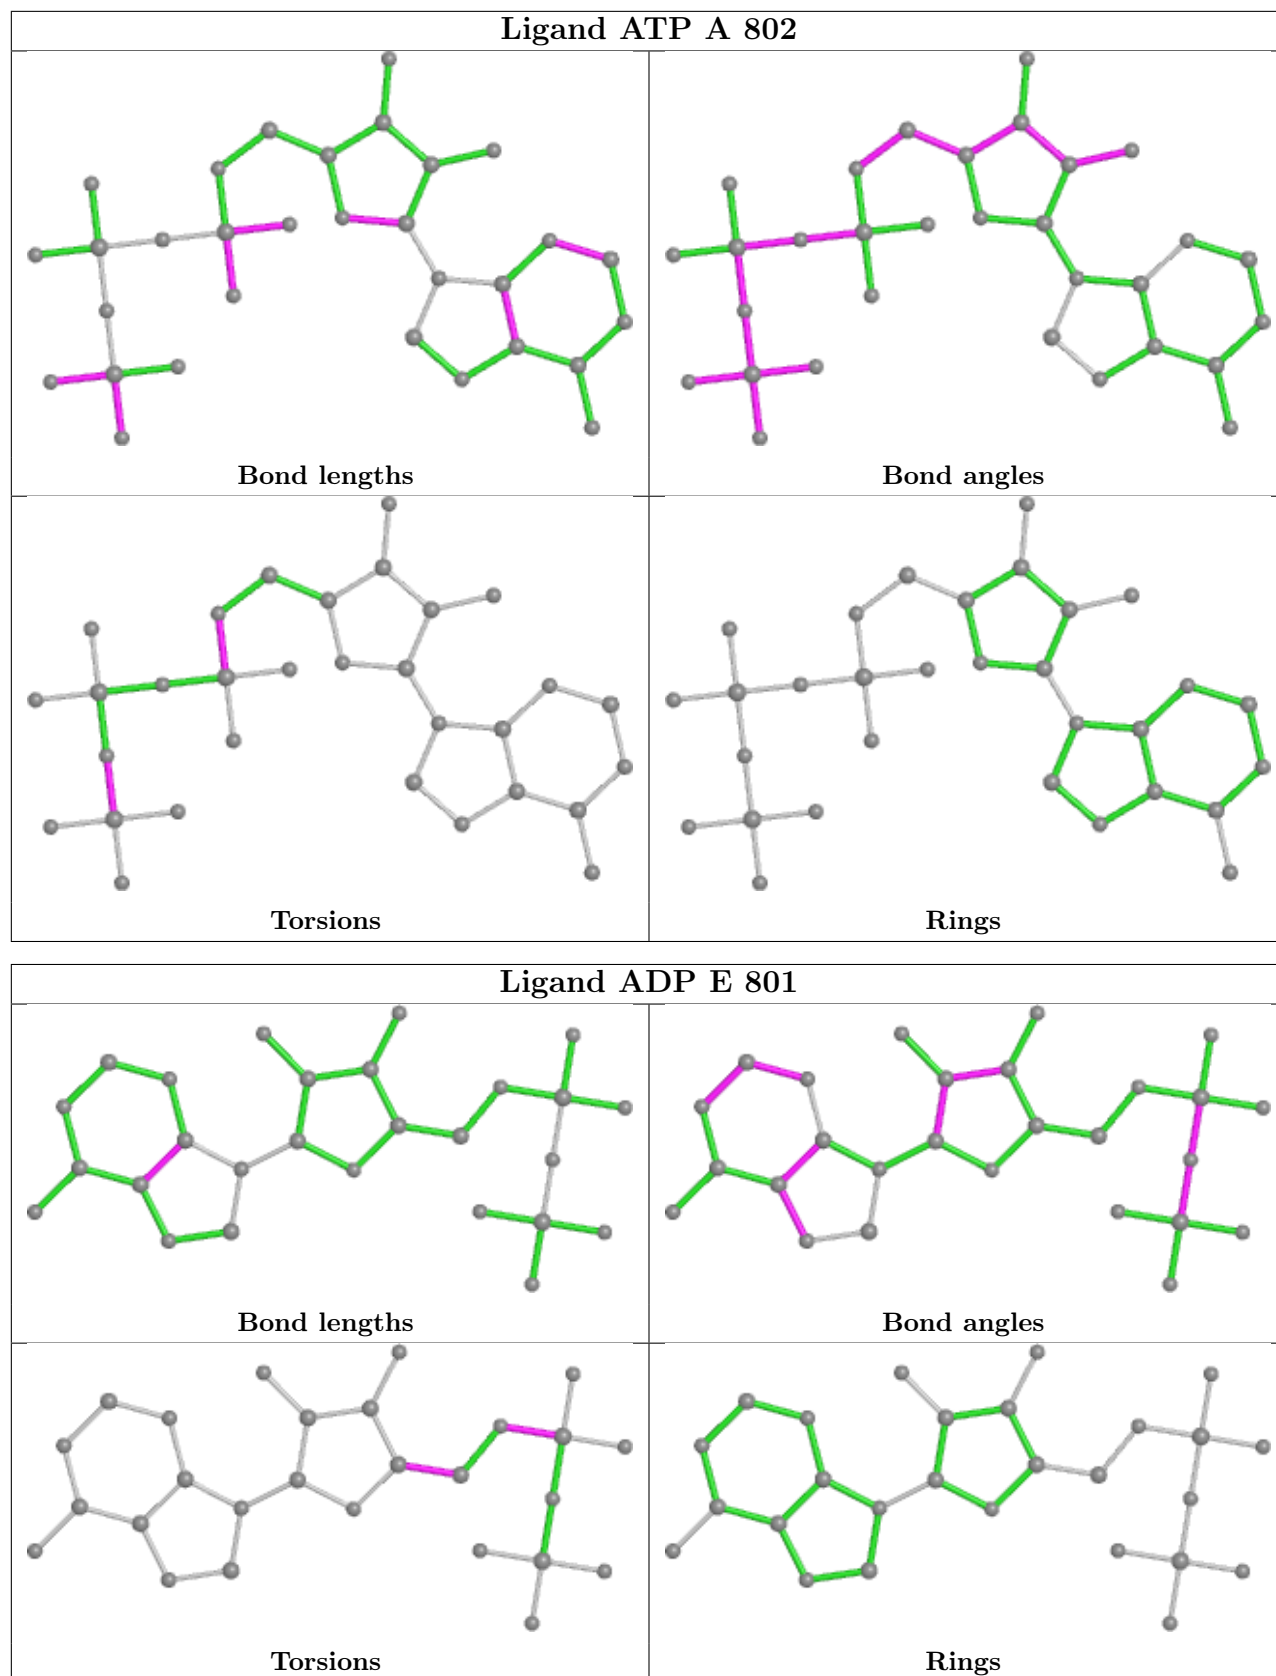 Ligand ATP A 802
Bond lengths
Bond angles
Torsions
Rings
Ligand ADP E 801
Bond lengths
Bond angles
Torsions
Rings